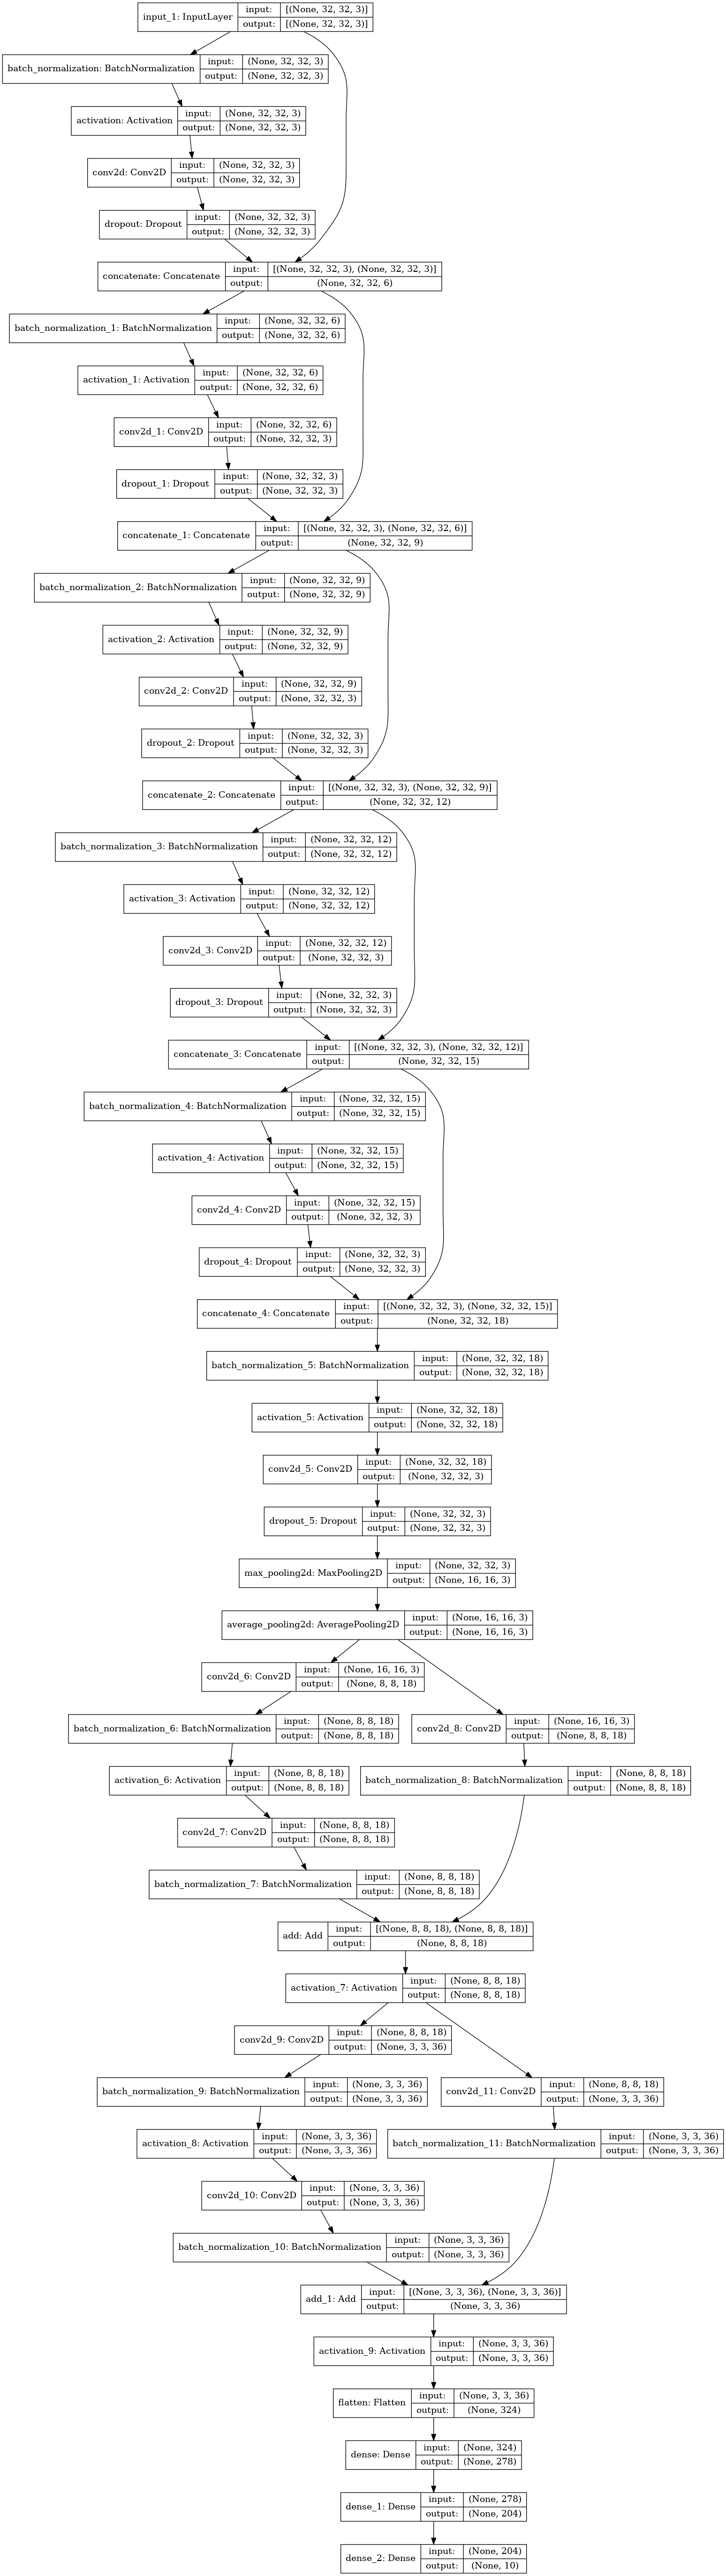 input_1: InputLayer input: [(None, 32, 32, 3)]
output: [(None, 32, 32, 3)]
batch_normalization: BatchNormalization input: (None, 32, 32, 3)
output: (None, 32, 32, 3)
activation: Activation input: (None, 32, 32, 3)
output: (None, 32, 32, 3)
conv2d: Conv2D input: (None, 32, 32, 3)
output: (None, 32, 32, 3)
dropout: Dropout input: (None, 32, 32, 3)
output: (None, 32, 32, 3)
concatenate: Concatenate input: [(None, 32, 32, 3), (None, 32, 32, 3)]
output: (None, 32, 32, 6)
batch_normalization_1: BatchNormalization input: (None, 32, 32, 6)
output: (None, 32, 32, 6)
activation_1: Activation input: (None, 32, 32, 6)
output: (None, 32, 32, 6)
conv2d_1: Conv2D input: (None, 32, 32, 6)
output: (None, 32, 32, 3)
dropout_1: Dropout input: (None, 32, 32, 3)
output: (None, 32, 32, 3)
concatenate_1: Concatenate input: [(None, 32, 32, 3), (None, 32, 32, 6)]
output: (None, 32, 32, 9)
batch_normalization_2: BatchNormalization input: (None, 32, 32, 9)
output: (None, 32, 32, 9)
activation_2: Activation input: (None, 32, 32, 9)
output: (None, 32, 32, 9)
conv2d_2: Conv2D input: (None, 32, 32, 9)
output: (None, 32, 32, 3)
dropout_2: Dropout input: (None, 32, 32, 3)
output: (None, 32, 32, 3)
concatenate_2: Concatenate input: [(None, 32, 32, 3), (None, 32, 32, 9)]
output: (None, 32, 32, 12)
batch_normalization_3: BatchNormalization input: (None, 32, 32, 12)
output: (None, 32, 32, 12)
activation_3: Activation input: (None, 32, 32, 12)
output: (None, 32, 32, 12)
conv2d_3: Conv2D input: (None, 32, 32, 12)
output: (None, 32, 32, 3)
dropout_3: Dropout input: (None, 32, 32, 3)
output: (None, 32, 32, 3)
concatenate_3: Concatenate input: [(None, 32, 32, 3), (None, 32, 32, 12)]
output: (None, 32, 32, 15)
batch_normalization_4: BatchNormalization input: (None, 32, 32, 15)
output: (None, 32, 32, 15)
activation_4: Activation input: (None, 32, 32, 15)
output: (None, 32, 32, 15)
conv2d_4: Conv2D input: (None, 32, 32, 15)
output: (None, 32, 32, 3)
dropout_4: Dropout input: (None, 32, 32, 3)
output: (None, 32, 32, 3)
concatenate_4: Concatenate input: [(None, 32, 32, 3), (None, 32, 32, 15)]
output: (None, 32, 32, 18)
batch_normalization_5: BatchNormalization input: (None, 32, 32, 18)
output: (None, 32, 32, 18)
activation_5: Activation input: (None, 32, 32, 18)
output: (None, 32, 32, 18)
conv2d_5: Conv2D input: (None, 32, 32, 18)
output: (None, 32, 32, 3)
dropout_5: Dropout input: (None, 32, 32, 3)
output: (None, 32, 32, 3)
max_pooling2d: MaxPooling2D input: (None, 32, 32, 3)
output: (None, 16, 16, 3)
average_pooling2d: AveragePooling2D input: (None, 16, 16, 3)
output: (None, 16, 16, 3)
conv2d_6: Conv2D input: (None, 16, 16, 3)
output: (None, 8, 8, 18)
batch_normalization_6: BatchNormalization input: (None, 8, 8, 18)
output: (None, 8, 8, 18)
conv2d_8: Conv2D input: (None, 16, 16, 3)
output: (None, 8, 8, 18)
activation_6: Activation input: (None, 8, 8, 18)
output: (None, 8, 8, 18)
batch_normalization_8: BatchNormalization input: (None, 8, 8, 18)
output: (None, 8, 8, 18)
conv2d_7: Conv2D input: (None, 8, 8, 18)
output: (None, 8, 8, 18)
batch_normalization_7: BatchNormalization input: (None, 8, 8, 18)
output: (None, 8, 8, 18)
add: Add input: [(None, 8, 8, 18), (None, 8, 8, 18)]
output: (None, 8, 8, 18)
activation_7: Activation input: (None, 8, 8, 18)
output: (None, 8, 8, 18)
conv2d_9: Conv2D input: (None, 8, 8, 18)
output: (None, 3, 3, 36)
batch_normalization_9: BatchNormalization input: (None, 3, 3, 36)
output: (None, 3, 3, 36)
conv2d_11: Conv2D input: (None, 8, 8, 18)
output: (None, 3, 3, 36)
activation_8: Activation input: (None, 3, 3, 36)
output: (None, 3, 3, 36)
batch_normalization_11: BatchNormalization input: (None, 3, 3, 36)
output: (None, 3, 3, 36)
conv2d_10: Conv2D input: (None, 3, 3, 36)
output: (None, 3, 3, 36)
batch_normalization_10: BatchNormalization input: (None, 3, 3, 36)
output: (None, 3, 3, 36)
add_1: Add input: [(None, 3, 3, 36), (None, 3, 3, 36)]
output: (None, 3, 3, 36)
activation_9: Activation input: (None, 3, 3, 36)
output: (None, 3, 3, 36)
flatten: Flatten input: (None, 3, 3, 36)
output: (None, 324)
dense: Dense input: (None, 324)
output: (None, 278)
dense_1: Dense input: (None, 278)
output: (None, 204)
dense_2: Dense input: (None, 204)
output: (None, 10)